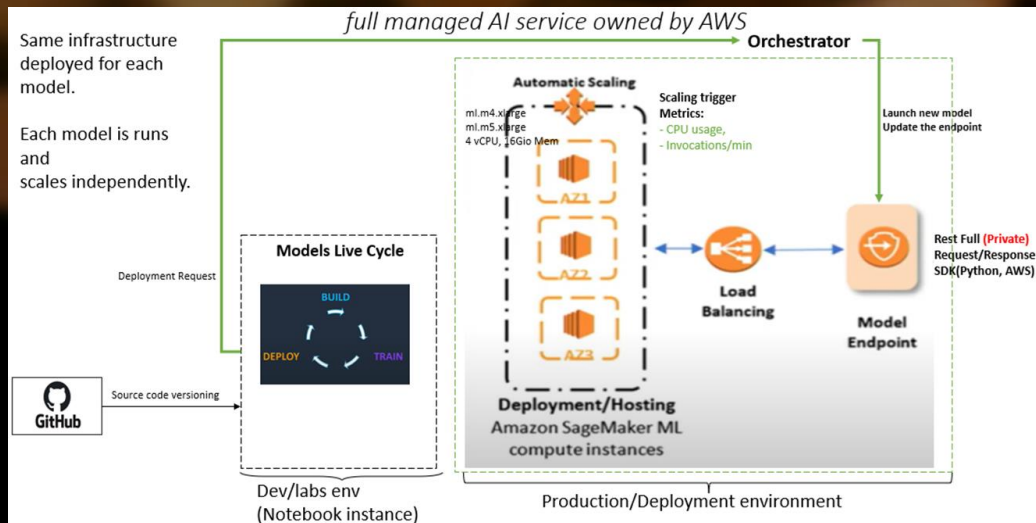 full managed AI service owned by AWS
Same infrastructure
deployed for each
model.
Each model is runs
and
scales independently.
Orchestrator
Automatic Scaling
ml.m4.xlarge
ml.m5.xlarge
4 vCPU, 16Gio Mem
Scaling trigger
Metrics:
- CPU usage,
- Invocations/min
Launch new model
Update the endpoint
AZ1
AZ2
AZ3
Models Live Cycle
Deployment Request
BUILD
DEPLOY
TRAIN
Rest Full (Private)
Request/Response
SDK(Python, AWS)
Load
Balancing
Model
Endpoint
GitHub
Source code versioning
Deployment/Hosting
Amazon SageMaker ML
compute instances
Dev/labs env
(Notebook instance)
Production/Deployment environment